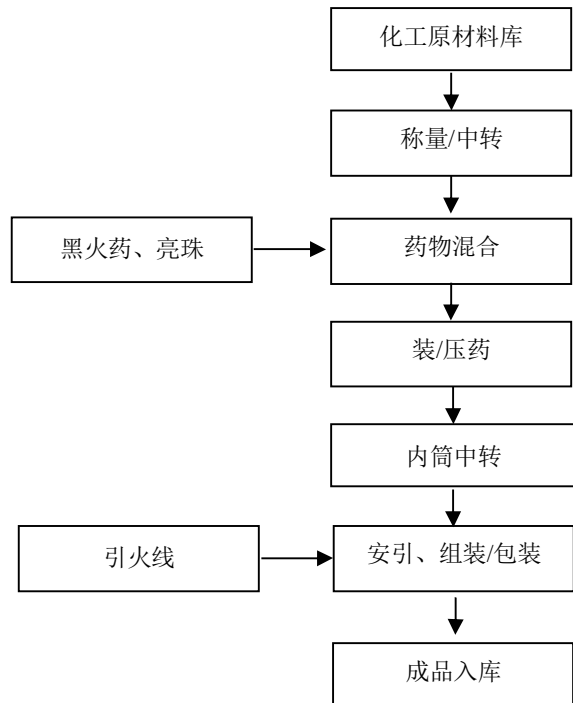 化工原材料库
称量/中转
黑火药、亮珠
药物混合
装/压药
内筒中转
引火线
安引、组装/包装
成品入库